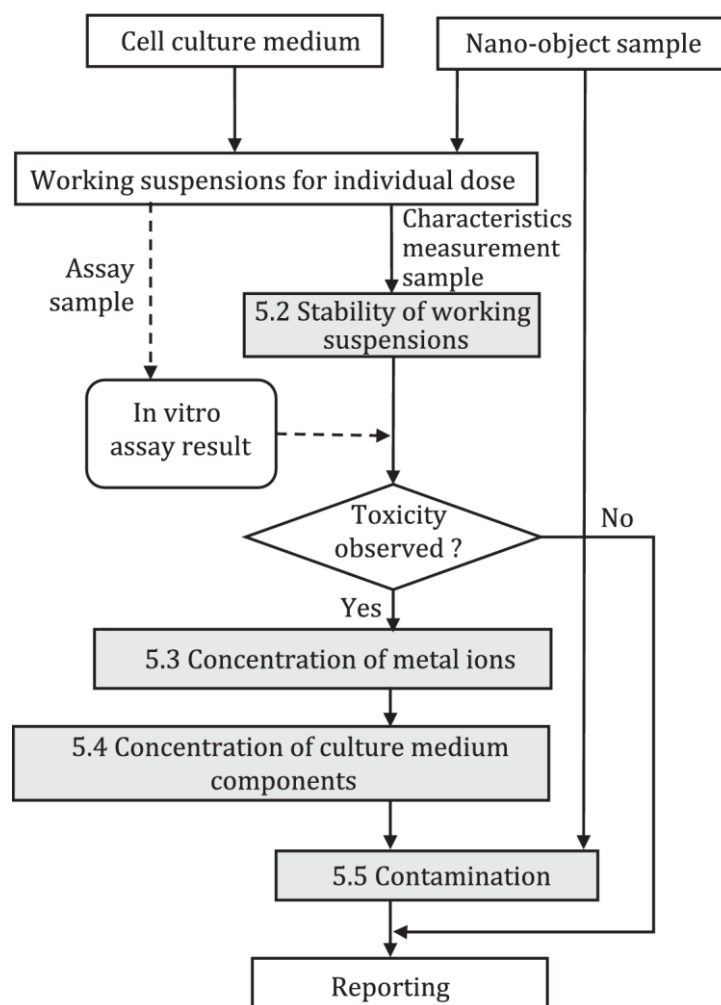 Cell culture medium
Nano-object sample
Working suspensions for individual dose
Characteristics
measurement
sample
Assay
sample
5.2 Stability of working
suspensions
In vitro
assay result
Toxicity
observed ?
No
Yes
5.3 Concentration of metal ions
5.4 Concentration of culture medium
components
5.5 Contamination
Reporting